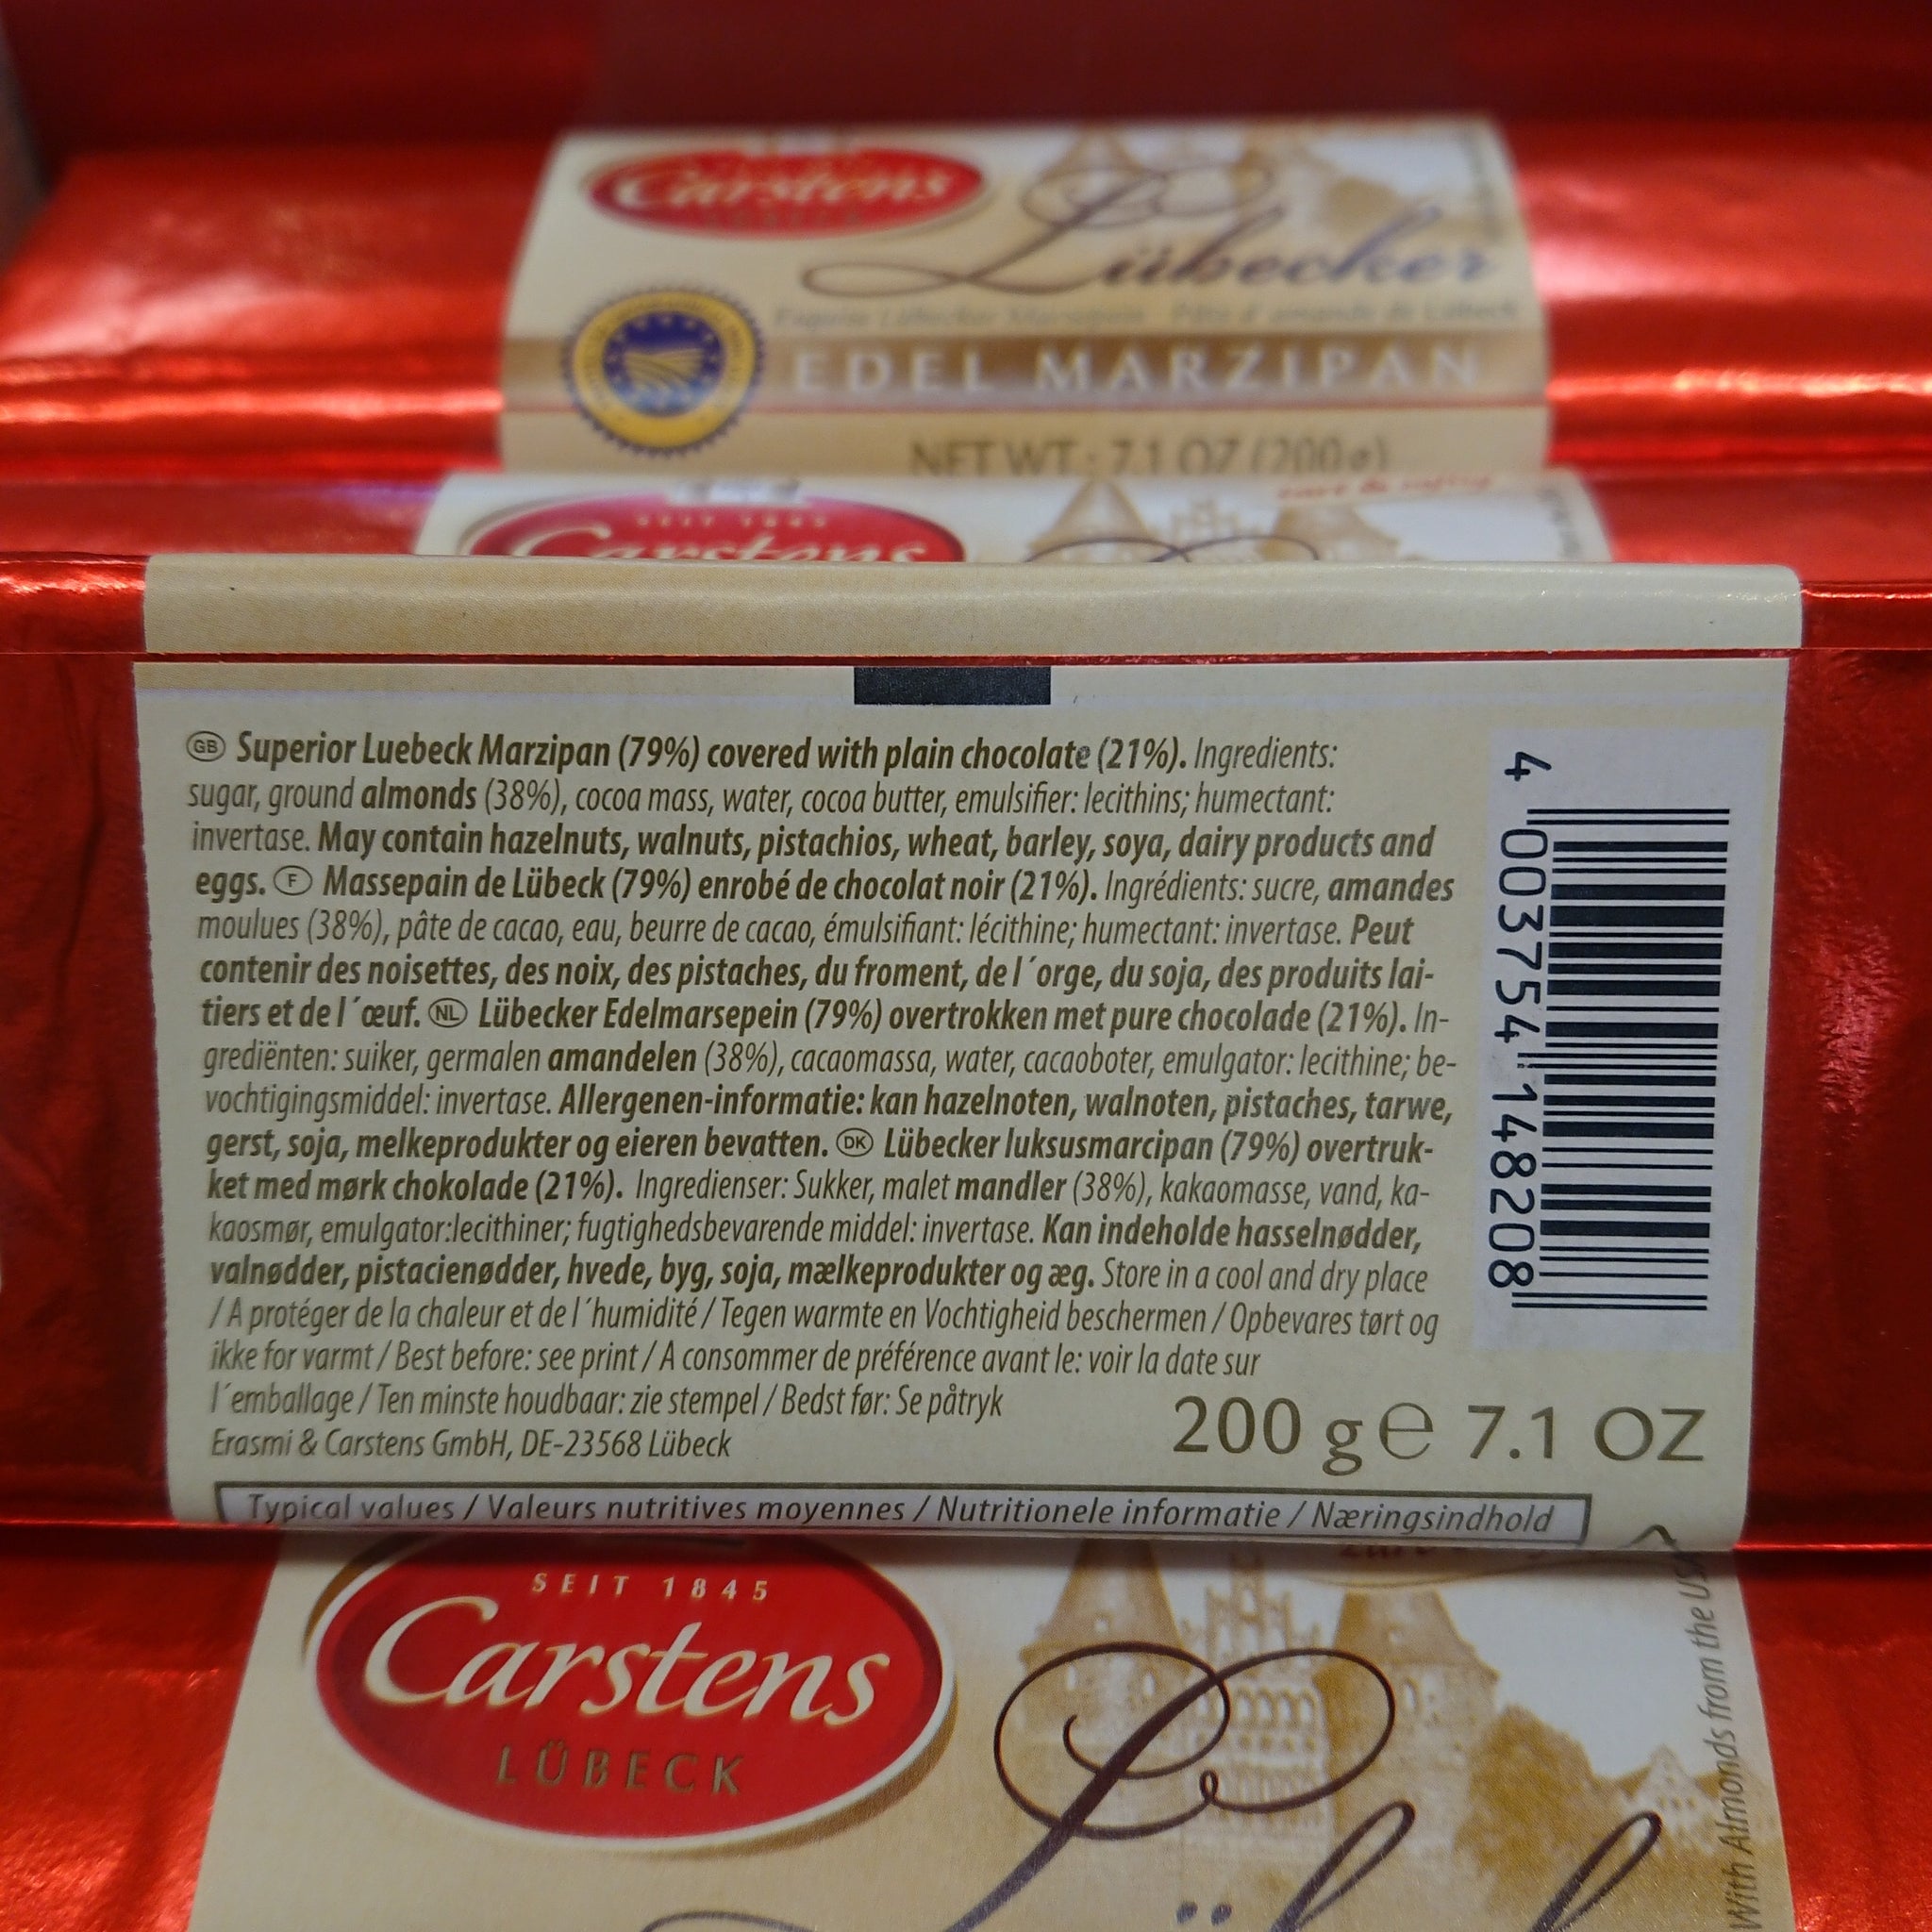 Carstens
Lübecker
EDEL MARZIPAN
NET WT.: 7.1 OZ (200 e)
SEIT 1845
Carstens
GB Superior Luebeck Marzipan (79%) covered with plain chocolate (21%). Ingredients:
sugar, ground almonds (38%), cocoa mass, water, cocoa butter, emulsifier: lecithins; humectant:
invertase. May contain hazelnuts, walnuts, pistachios, wheat, barley, soya, dairy products and
eggs. F Massepain de Lübeck (79%) enrobé de chocolat noir (21%). Ingrédients: sucre, amandes
moulues (38%), pâte de cacao, eau, beurre de cacao, émulsifiant: lécithine; humectant: invertase. Peut
contenir des noisettes, des noix, des pistaches, du froment, de l´orge, du soja, des produits lai-
tiers et de l´œuf. NL Lübecker Edelmarsepein (79%) overtrokken met pure chocolade (21%). In-
grediënten: suiker, germalen amandelen (38%), cacaomassa, water, cacaoboter, emulgator: lecithine; be-
vochtigingsmiddel: invertase. Allergenen-informatie: kan hazelnoten, walnoten, pistaches, tarwe,
gerst, soja, melkeprodukter og eieren bevatten. DK Lübecker luksusmarcipan (79%) overtruk-
ket med mørk chokolade (21%). Ingredienser: Sukker, malet mandler (38%), kakaomasse, vand, ka-
kaosmør, emulgator:lecithiner; fugtighedsbevarende middel: invertase. Kan indeholde hasselnødder,
valnødder, pistacienødder, hvede, byg, soja, mælkeprodukter og æg. Store in a cool and dry place
/ A protéger de la chaleur et de l´humidité / Tegen warmte en Vochtigheid beschermen / Opbevares tørt og
ikke for varmt / Best before: see print / A consommer de préférence avant le: voir la date sur
l´emballage / Ten minste houdbaar: zie stempel / Bedst før: Se påtryk
Erasmi & Carstens GmbH, DE-23568 Lübeck
200 g e 7.1 OZ
4 003754 148208
Typical values / Valeurs nutritives moyennes / Nutritionele informatie / Næringsindhold
SEIT 1845
Carstens
LÜBECK
With Almonds from the USA